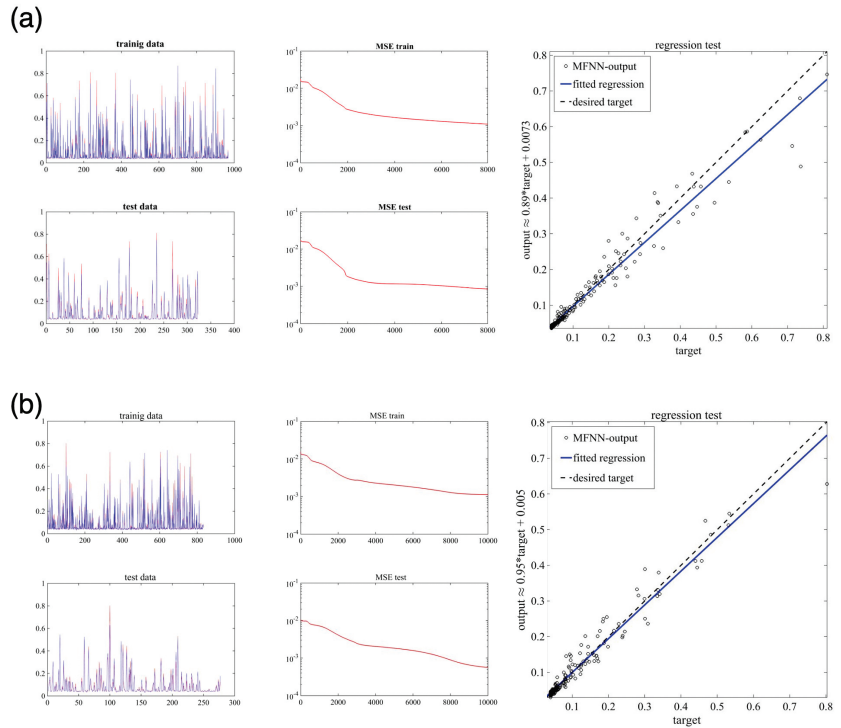 (a)
trainig data
1
0.8
0.6
0.4
0.2
0
0 200 400 600 800 1000
MSE train
10-1
10-2
10-3
10-4
0 2000 4000 6000 8000
test data
1
0.8
0.6
0.4
0.2
0
0 50 100 150 200 250 300 350 400
MSE test
10-1
10-2
10-3
10-4
0 2000 4000 6000 8000
regression test
MFNN-output
fitted regression
desired target
output ≈ 0.89*target + 0.0073
0.8
0.7
0.6
0.5
0.4
0.3
0.2
0.1
0.1 0.2 0.3 0.4 0.5 0.6 0.7 0.8
target
(b)
trainig data
1
0.8
0.6
0.4
0.2
0
0 200 400 600 800 1000
MSE train
10-1
10-2
10-3
10-4
0 2000 4000 6000 8000 10000
test data
1
0.8
0.6
0.4
0.2
0
0 50 100 150 200 250 300
MSE test
10-1
10-2
10-3
10-4
0 2000 4000 6000 8000 10000
regression test
MFNN-output
fitted regression
desired target
output ≈ 0.95*target + 0.005
0.8
0.7
0.6
0.5
0.4
0.3
0.2
0.1
0.1 0.2 0.3 0.4 0.5 0.6 0.7 0.8
target